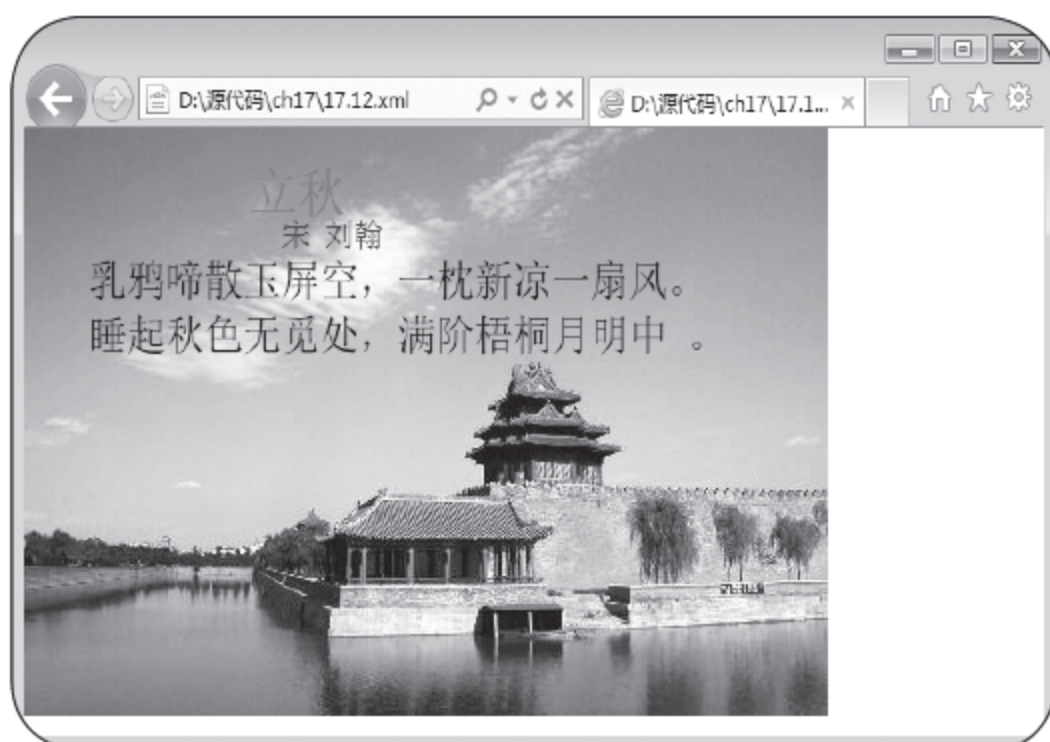 D:\源代码\ch17\17.12.xml
D:\源代码\ch17\17.1...
立秋
宋 刘翰
乳鸦啼散玉屏空，一枕新凉一扇风。
睡起秋色无觅处，满阶梧桐月明中 。